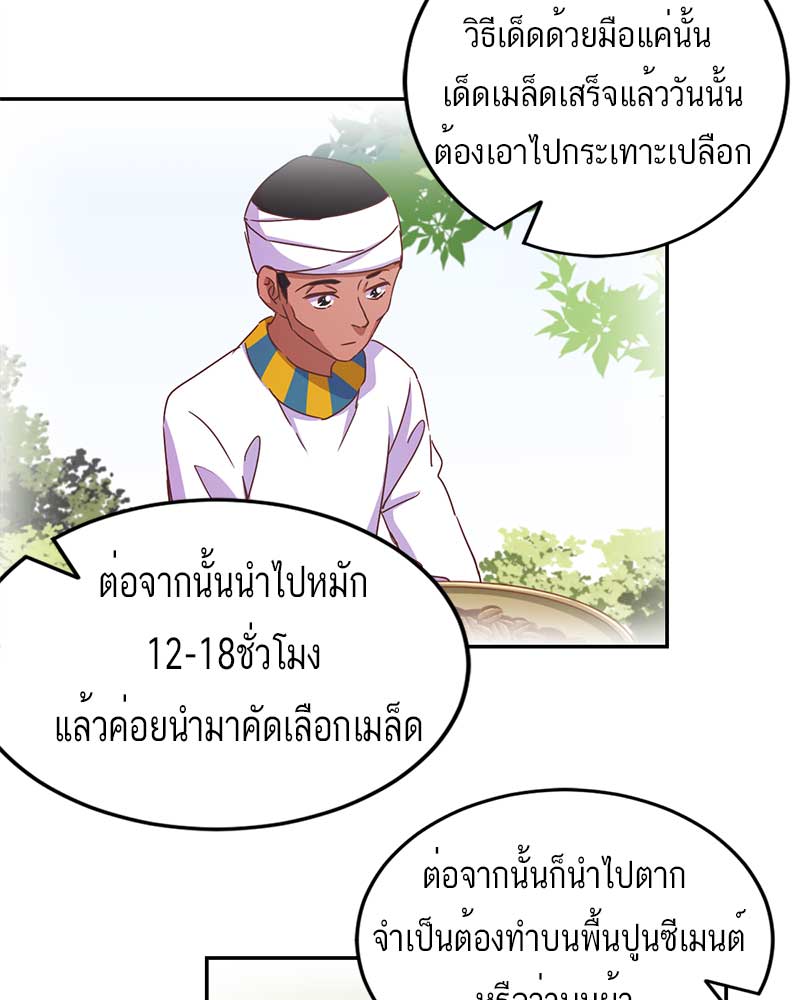 วิธีเด็ดด้วยมือแค่นั้น
เด็ดเมล็ดเสร็จแล้ววันนั้น
ต้องเอาไปกระเทาะเปลือก
ต่อจากนั้นนำไปหมัก
12-18ชั่วโมง
แล้วค่อยนำมาคัดเลือกเมล็ด
ต่อจากนั้นก็นำไปตาก
จำเป็นต้องทำบนพื้นปูนซีเมนต์